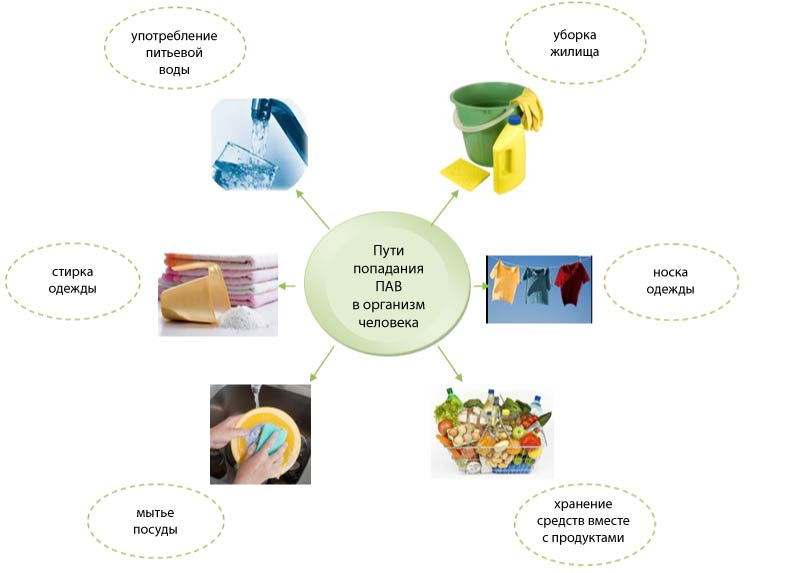 употребление
питьевой
воды
уборка
жилища
стирка
одежды
Пути
попадания
ПАВ
в организм
человека
носка
одежды
мытье
посуды
хранение
средств вместе
с продуктами